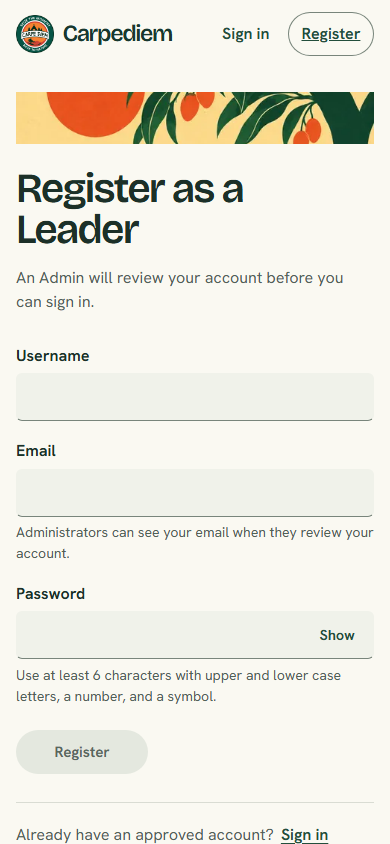 CARPE DIEM
Carpediem
Sign in
Register
Register as a
Leader
An Admin will review your account before you
can sign in.
Username
Email
Administrators can see your email when they review your
account.
Password
Show
Use at least 6 characters with upper and lower case
letters, a number, and a symbol.
Register
Already have an approved account? Sign in